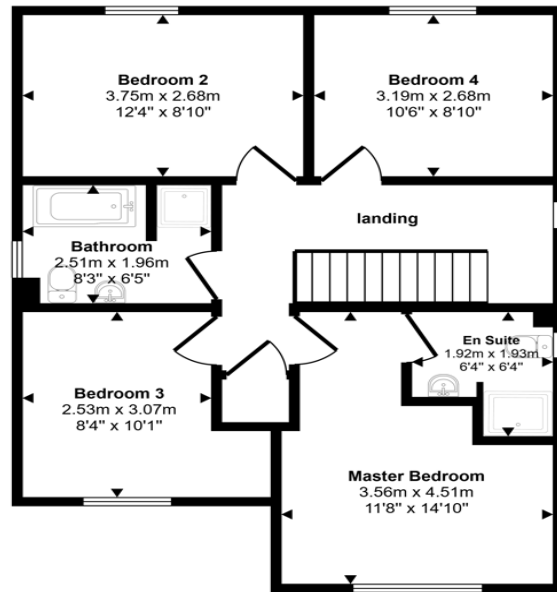 Bedroom 2
3.75m x 2.68m
12'4" x 8'10"
Bedroom 4
3.19m x 2.68m
10'6" x 8'10"
landing
Bathroom
2.51m x 1.96m
8'3" x 6'5"
En Suite
1.92m x 1.93m
6'4" x 6'4"
Bedroom 3
2.53m x 3.07m
8'4" x 10'1"
Master Bedroom
3.56m x 4.51m
11'8" x 14'10"